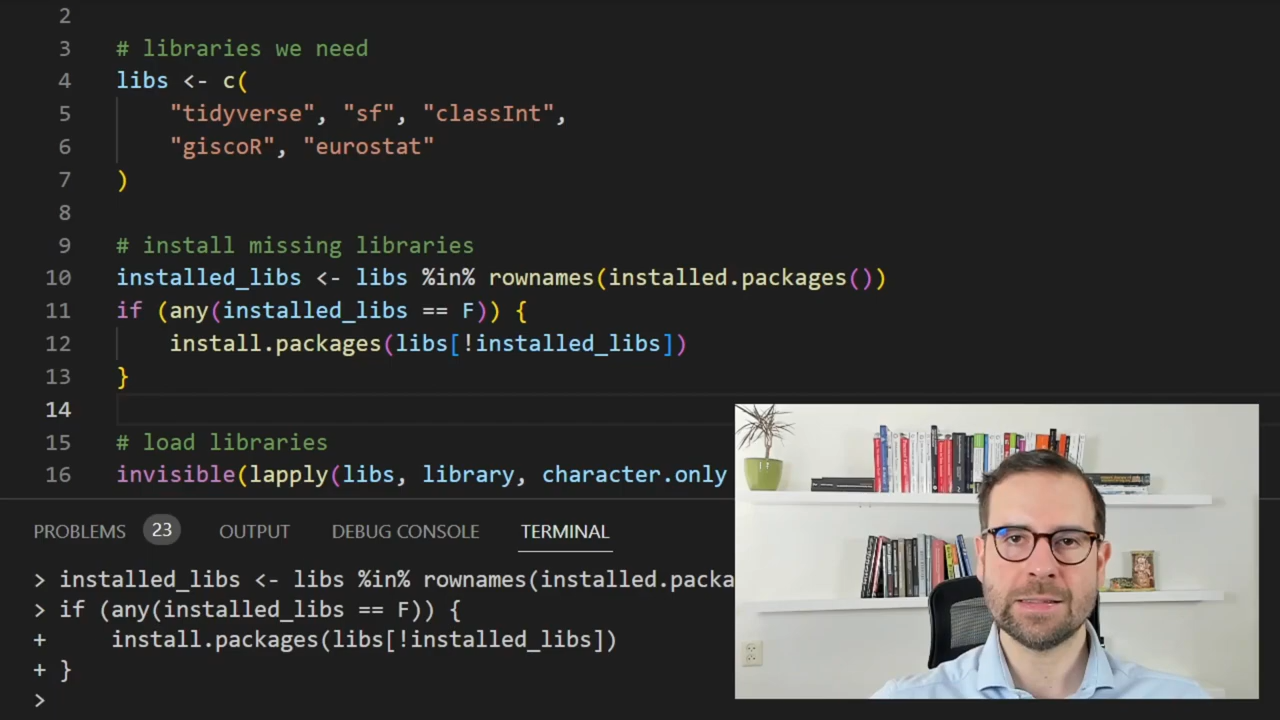 2
3 # libraries we need
4 libs <- c(
5 "tidyverse", "sf", "classInt",
6 "giscoR", "eurostat"
7 )
8
9 # install missing libraries
10 installed_libs <- libs %in% rownames(installed.packages())
11 if (any(installed_libs == F)) {
12 install.packages(libs[!installed_libs])
13 }
14
15 # load libraries
16 invisible(lapply(libs, library, character.only
PROBLEMS 23 OUTPUT DEBUG CONSOLE TERMINAL
> installed_libs <- libs %in% rownames(installed.packa
> if (any(installed_libs == F)) {
+ install.packages(libs[!installed_libs])
+ }
>